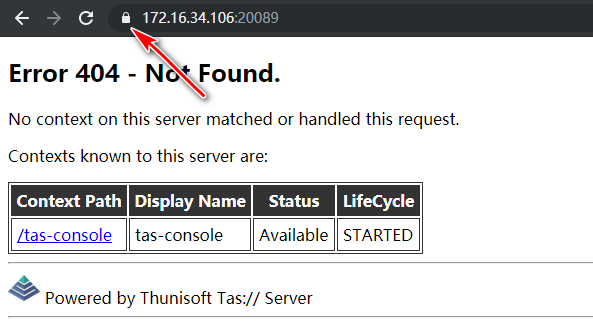 172.16.34.106:20089
Error 404 - Not Found.
No context on this server matched or handled this request.
Contexts known to this server are:
Context Path Display Name Status LifeCycle
/tas-console tas-console Available STARTED
Powered by Thunisoft Tas:// Server